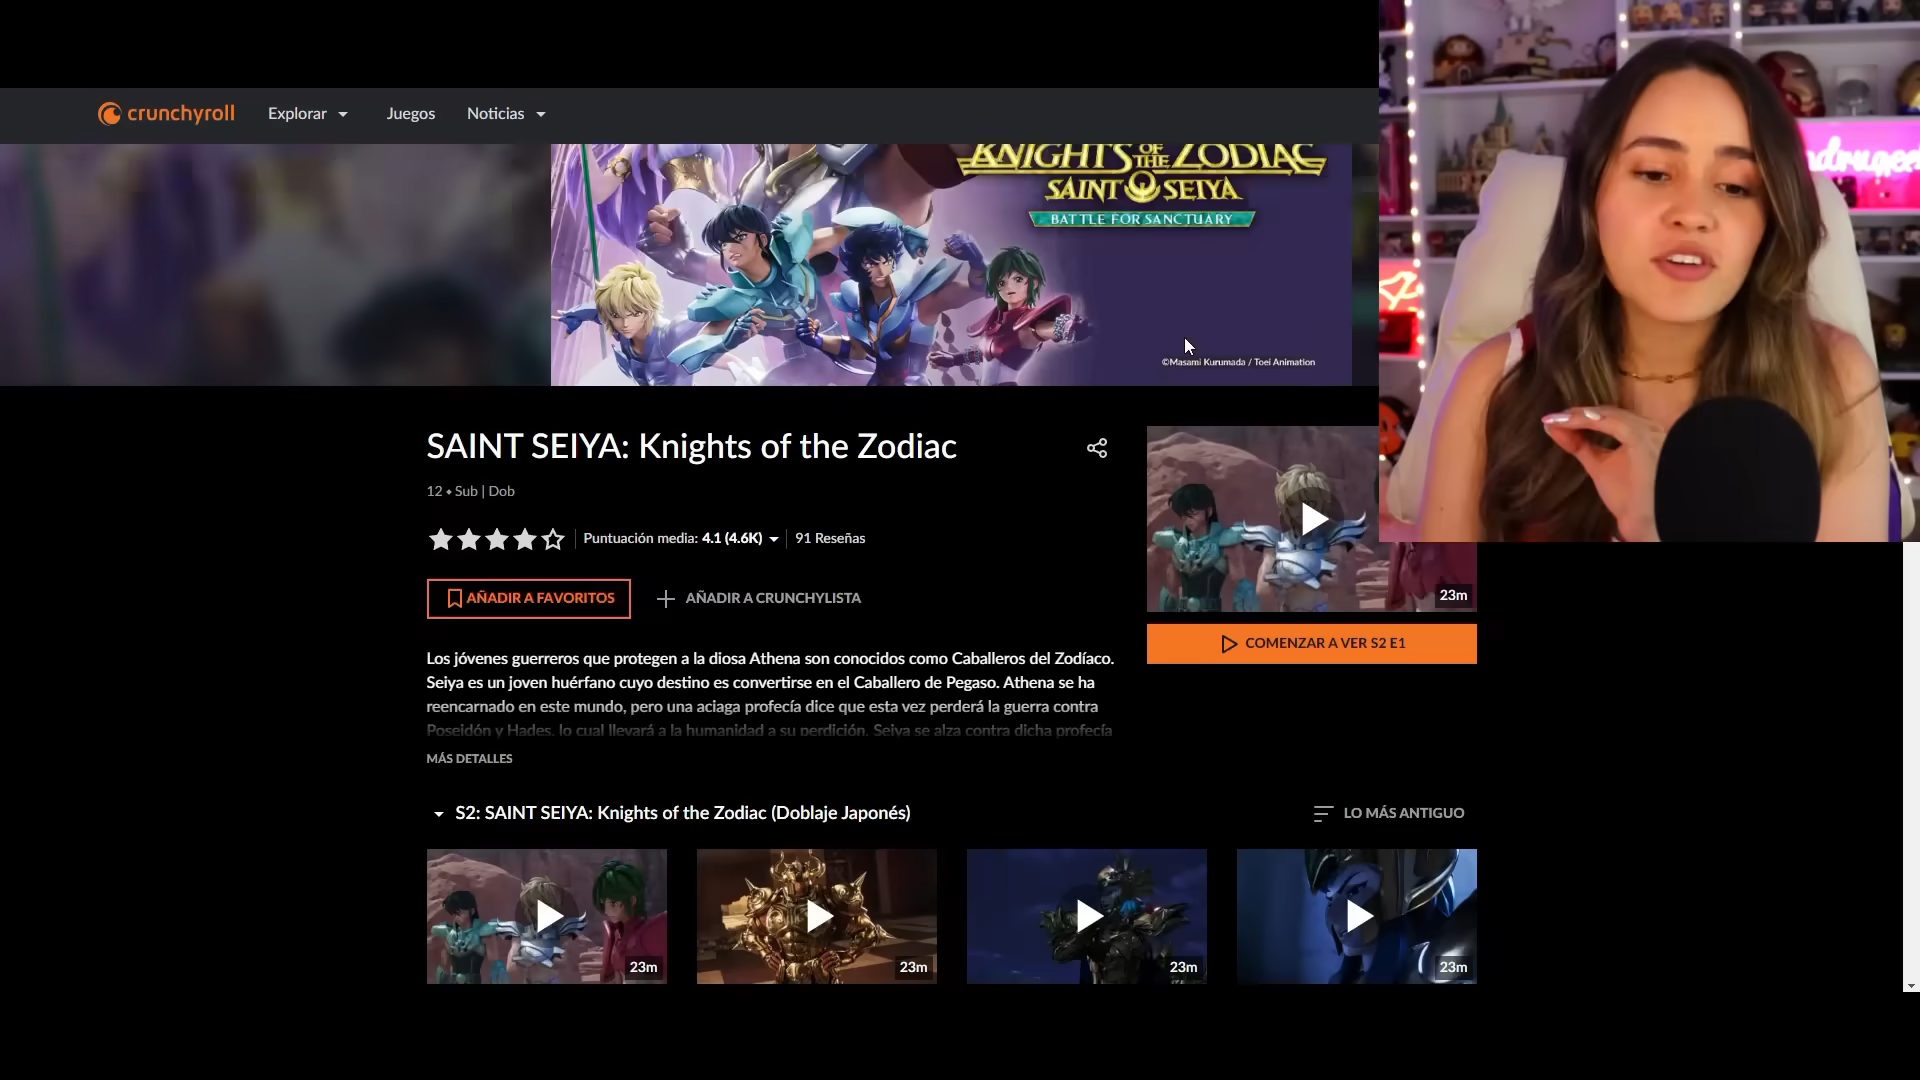 crunchyroll
Explorar
Juegos
Noticias
KNIGHTS OF THE ZODIAC
SAINT SEIYA
BATTLE FOR SANCTUARY
©Masami Kurumada / Toei Animation
SAINT SEIYA: Knights of the Zodiac
12 • Sub | Dob
Puntuación media: 4.1 (4.6K)
91 Reseñas
AÑADIR A FAVORITOS
AÑADIR A CRUNCHYLISTA
Los jóvenes guerreros que protegen a la diosa Athena son conocidos como Caballeros del Zodíaco.
Seiya es un joven huérfano cuyo destino es convertirse en el Caballero de Pegaso. Athena se ha
reencarnado en este mundo, pero una aciaga profecía dice que esta vez perderá la guerra contra
Poseidón y Hades, lo cual llevará a la humanidad a su perdición. Seiya se alza contra dicha profecía
MÁS DETALLES
23m
COMENZAR A VER S2 E1
S2: SAINT SEIYA: Knights of the Zodiac (Doblaje Japonés)
LO MÁS ANTIGUO
23m
23m
23m
23m